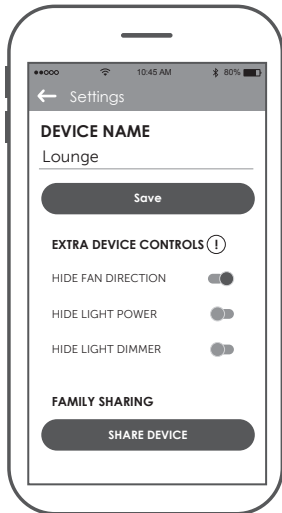 10:45 AM 80%
Settings
DEVICE NAME
Lounge
Save
EXTRA DEVICE CONTROLS !
HIDE FAN DIRECTION
HIDE LIGHT POWER
HIDE LIGHT DIMMER
FAMILY SHARING
SHARE DEVICE